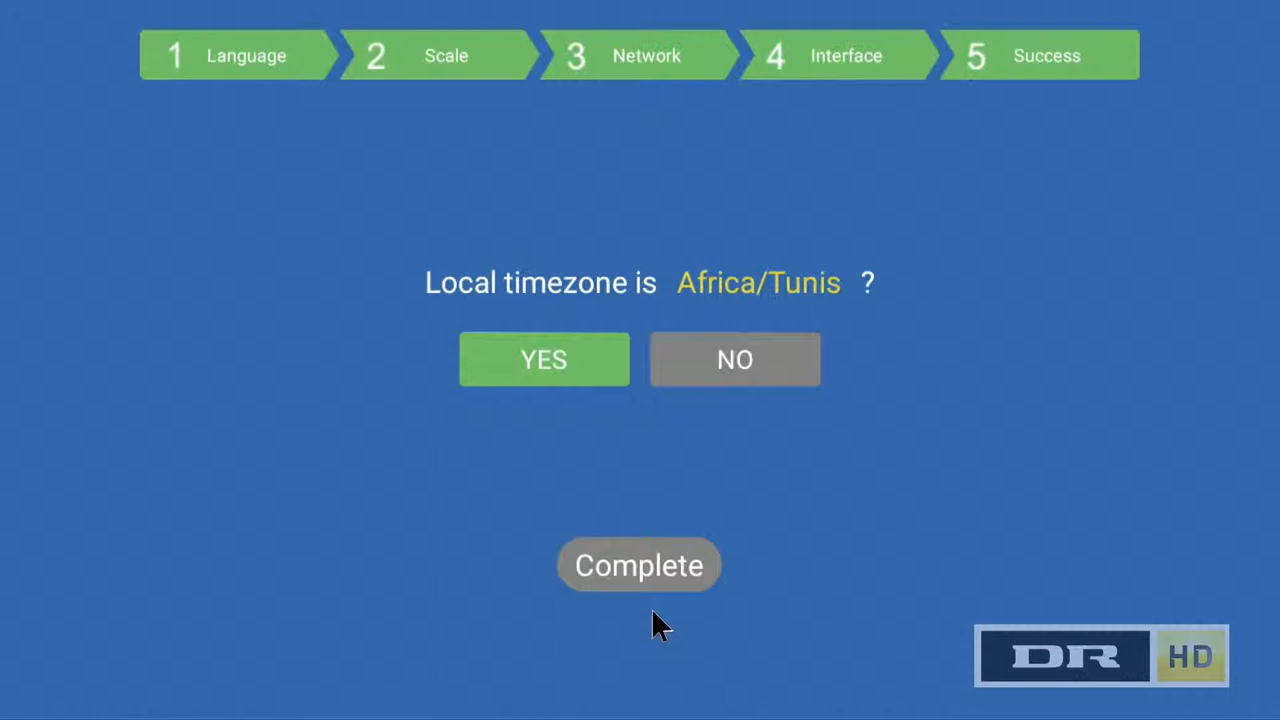 1 Language 2 Scale 3 Network 4 Interface 5 Success
Local timezone is Africa/Tunis ?
YES NO
Complete
DR HD